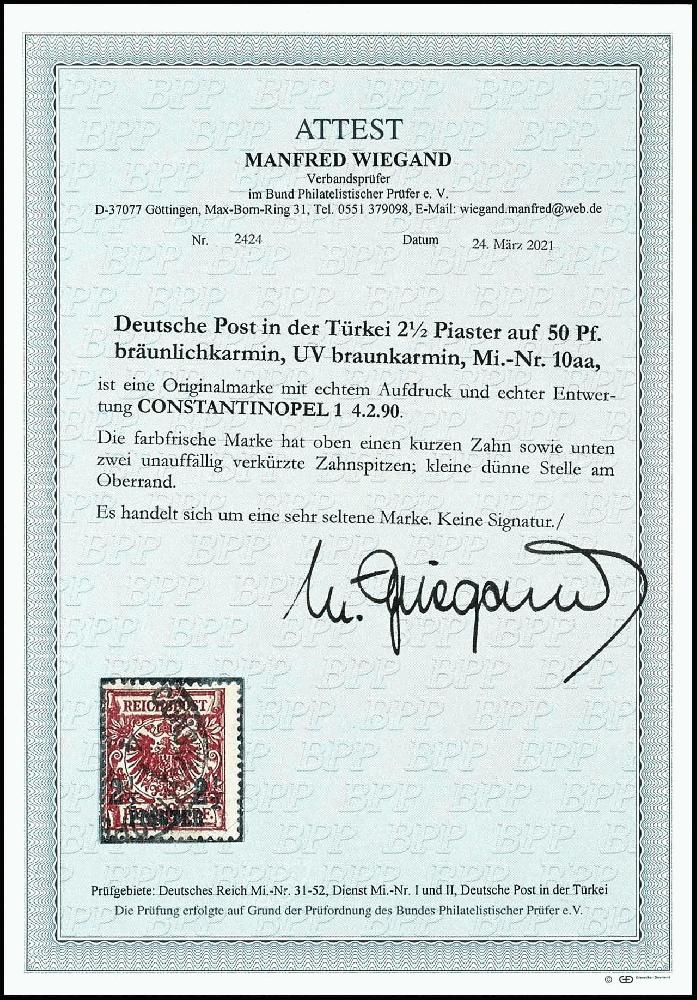 ATTEST
MANFRED WIEGAND
Verbandsprüfer
im Bund Philatelistischer Prüfer e. V.
D-37077 Göttingen, Max-Born-Ring 31, Tel. 0551 379098, E-Mail: wiegand.manfred@web.de
Nr. 2424 Datum 24. März 2021
Deutsche Post in der Türkei 2½ Piaster auf 50 Pf.
bräunlichkarmin, UV braunkarmin, Mi.-Nr. 10aa,
ist eine Originalmarke mit echtem Aufdruck und echter Entwer-
tung CONSTANTINOPEL 1 4.2.90.
Die farbfrische Marke hat oben einen kurzen Zahn sowie unten
zwei unauffällig verkürzte Zahnspitzen; kleine dünne Stelle am
Oberrand.
Es handelt sich um eine sehr seltene Marke. Keine Signatur./
M. Wiegand
REICHSPOST
2½ 2½
PIASTER
Prüfgebiete: Deutsches Reich Mi.-Nr. 31-52, Dienst Mi.-Nr. I und II, Deutsche Post in der Türkei
Die Prüfung erfolgte auf Grund der Prüfordnung des Bundes Philatelistischer Prüfer e.V.